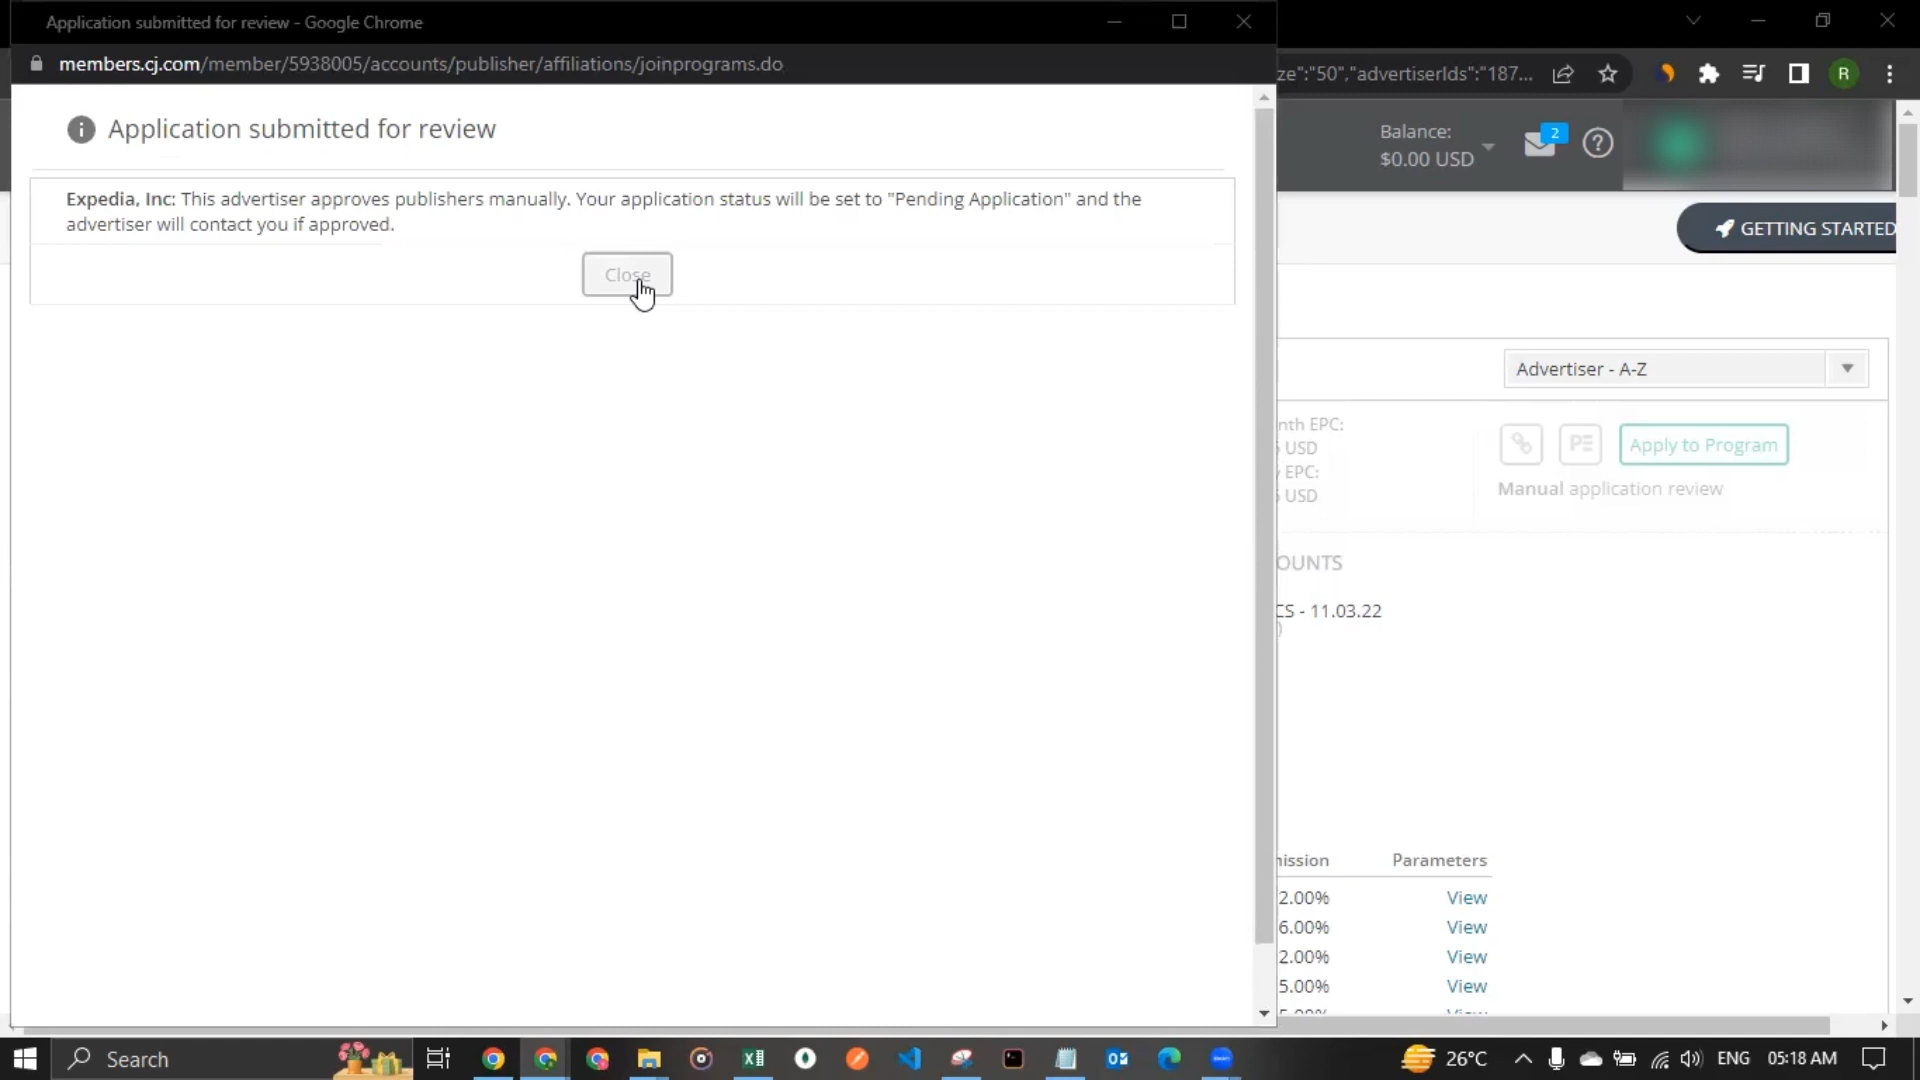 Application submitted for review - Google Chrome
members.cj.com/member/5938005/accounts/publisher/affiliations/joinprograms.do
ze":"50","advertiserIds":"187...
R
Application submitted for review
Expedia, Inc: This advertiser approves publishers manually. Your application status will be set to "Pending Application" and the
advertiser will contact you if approved.
Close
Balance:
$0.00 USD
2
GETTING STARTED
Advertiser - A-Z
nth EPC:
USD
EPC:
USD
Apply to Program
Manual application review
OUNTS
CS - 11.03.22
)
ission Parameters
2.00% View
6.00% View
2.00% View
5.00% View
Search
26°C
ENG
05:18 AM